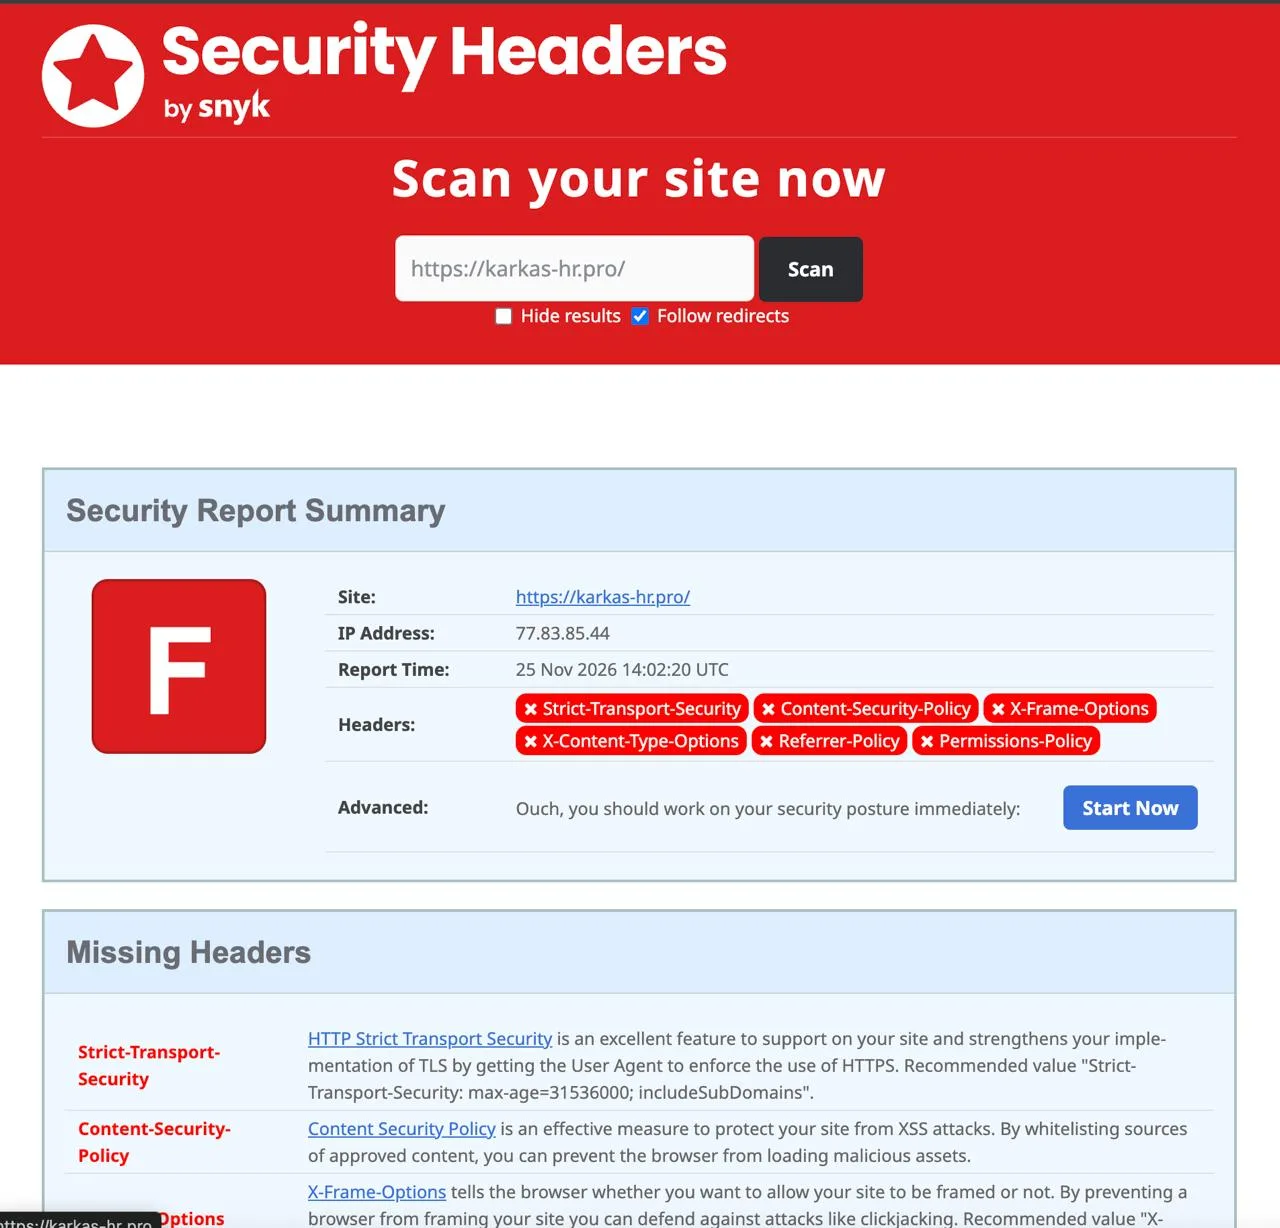 Security Headers
by snyk
Scan your site now
https://karkas-hr.pro/
Scan
Hide results Follow redirects
Security Report Summary
F
Site: https://karkas-hr.pro/
IP Address: 77.83.85.44
Report Time: 25 Nov 2026 14:02:20 UTC
Headers:
✖ Strict-Transport-Security ✖ Content-Security-Policy ✖ X-Frame-Options
✖ X-Content-Type-Options ✖ Referrer-Policy ✖ Permissions-Policy
Advanced: Ouch, you should work on your security posture immediately: Start Now
Missing Headers
Strict-Transport-
Security
HTTP Strict Transport Security is an excellent feature to support on your site and strengthens your imple-
mentation of TLS by getting the User Agent to enforce the use of HTTPS. Recommended value "Strict-
Transport-Security: max-age=31536000; includeSubDomains".
Content-Security-
Policy
Content Security Policy is an effective measure to protect your site from XSS attacks. By whitelisting sources
of approved content, you can prevent the browser from loading malicious assets.
Options
X-Frame-Options tells the browser whether you want to allow your site to be framed or not. By preventing a
browser from framing your site you can defend against attacks like clickjacking. Recommended value "X-
https://karkas-hr.pro